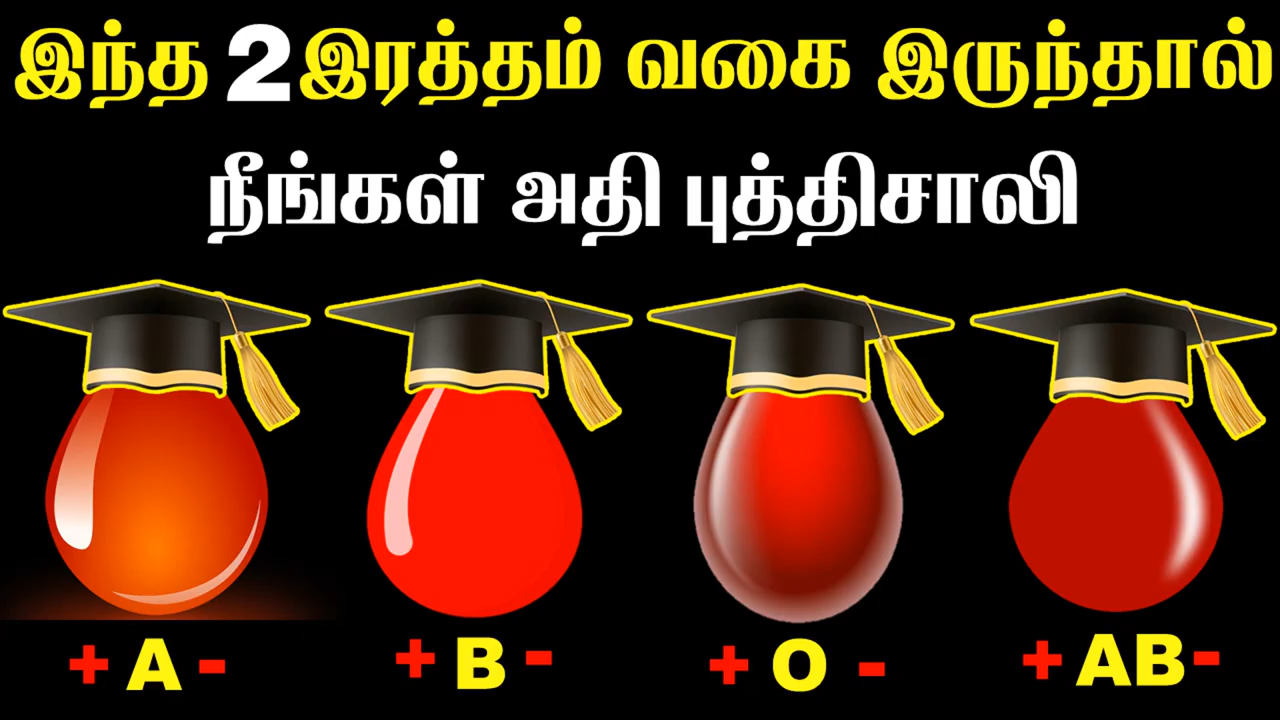 இந்த 2 இரத்தம் வகை இருந்தால்
நீங்கள் அதி புத்திசாலி
+ A - + B - + O - + AB -